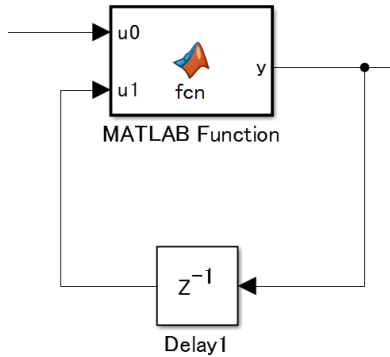 u0
u1
y
fcn
MATLAB Function
Z⁻¹
Delay1